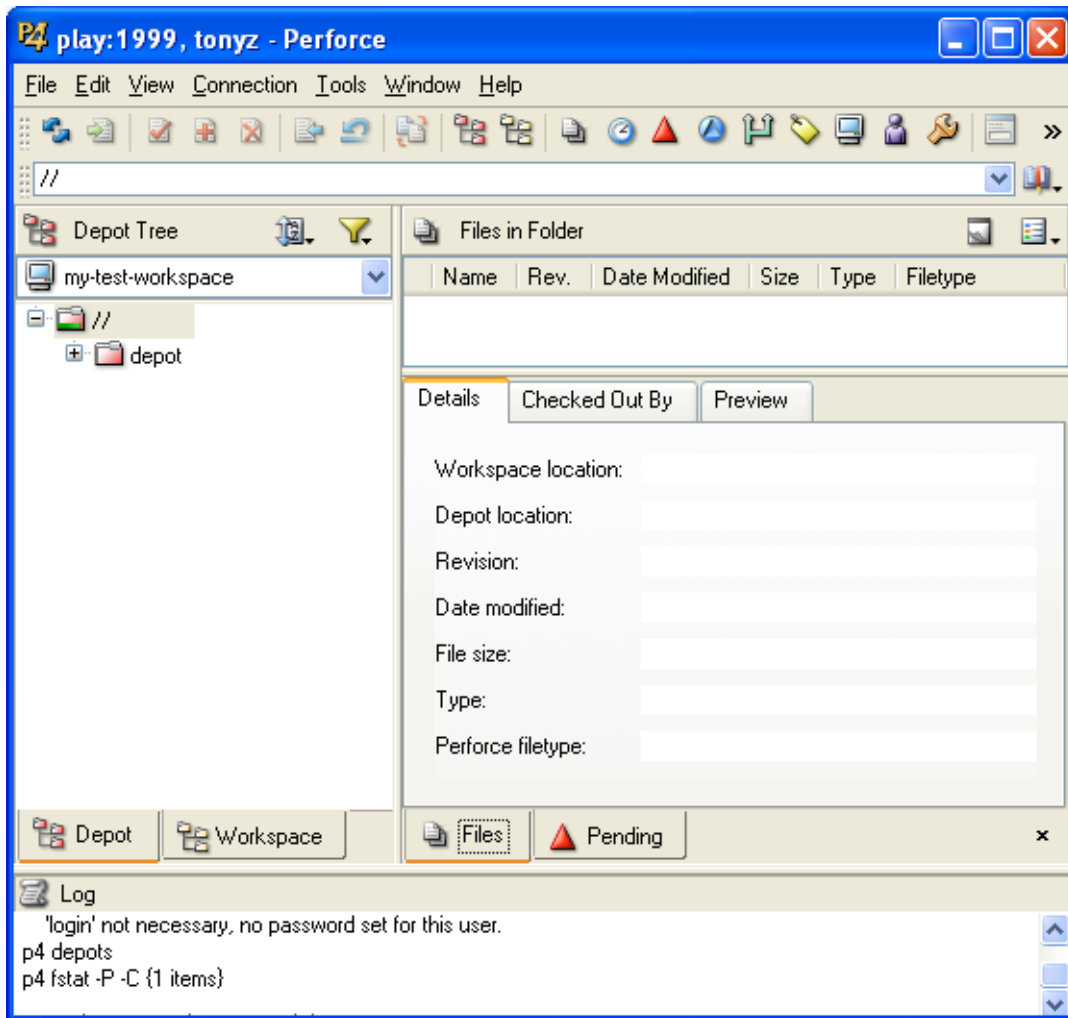 play:1999, tonyz - Perforce
File Edit View Connection Tools Window Help
»
//
Depot Tree
my-test-workspace
//
depot
Depot
Workspace
Files in Folder
Name Rev. Date Modified Size Type Filetype
Details Checked Out By Preview
Workspace location:
Depot location:
Revision:
Date modified:
File size:
Type:
Perforce filetype:
Files
Pending
Log
'login' not necessary, no password set for this user.
p4 depots
p4 fstat -P -C {1 items}